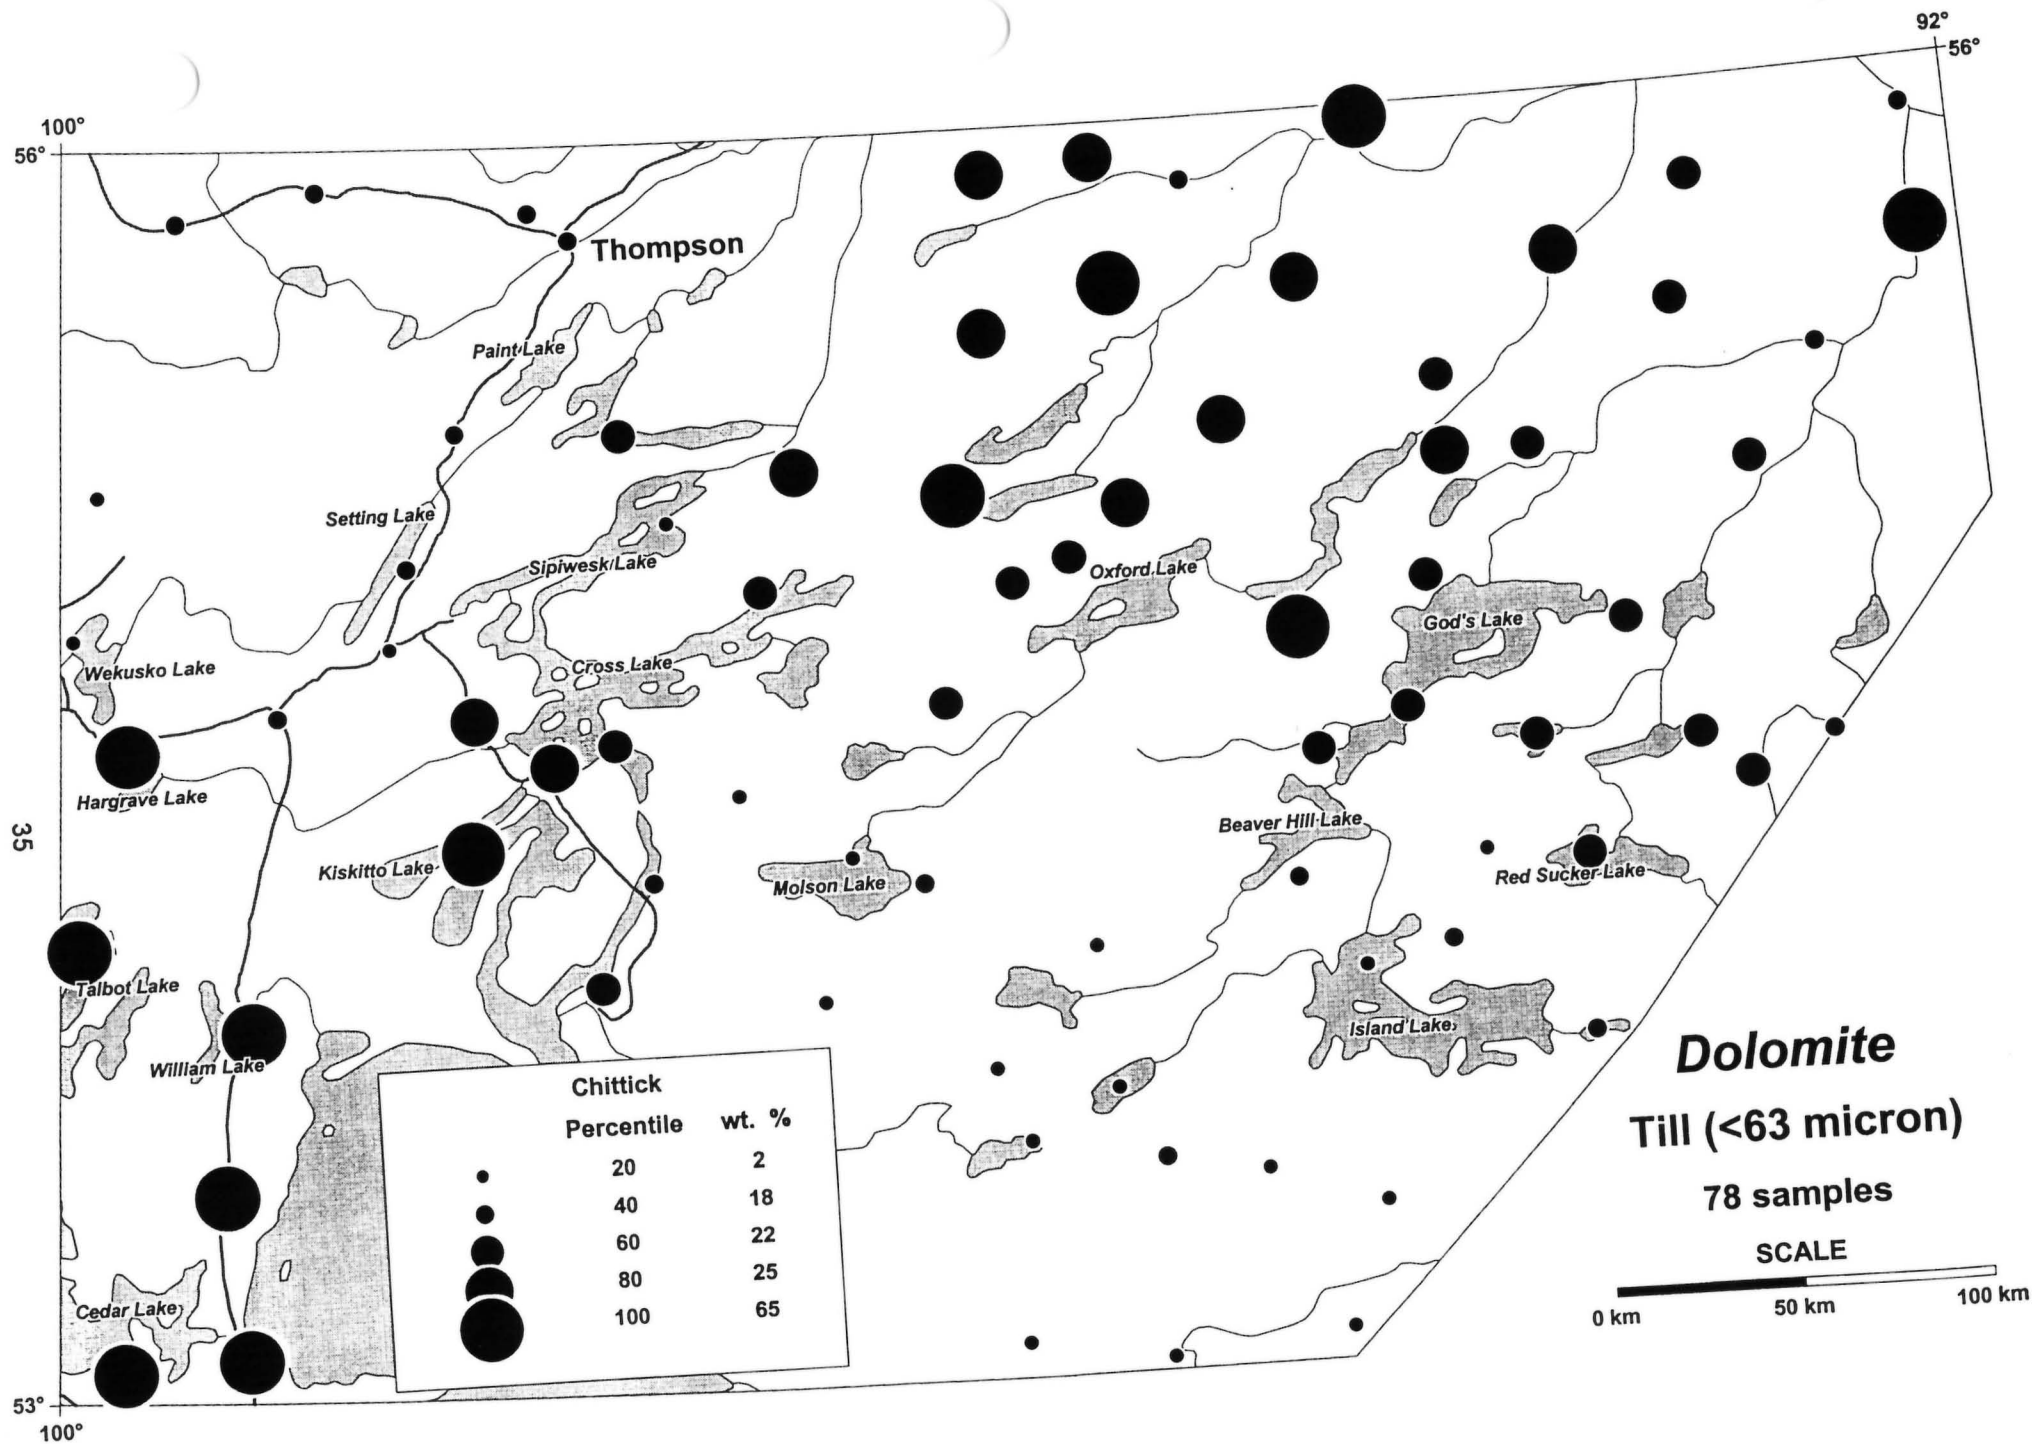 92°
56°
100°
56°
Thompson
Paint Lake
Setting Lake
Sipiwesk Lake
Oxford Lake
God's Lake
Wekusko Lake
Cross Lake
Hargrave Lake
Beaver Hill Lake
35
Kiskitto Lake
Molson Lake
Red Sucker Lake
Talbot Lake
Island Lake
William Lake
Dolomite
Till (<63 micron)
78 samples
SCALE
0 km 50 km 100 km
Chittick
Percentile wt. %
20 2
40 18
60 22
80 25
100 65
Cedar Lake
53°
100°